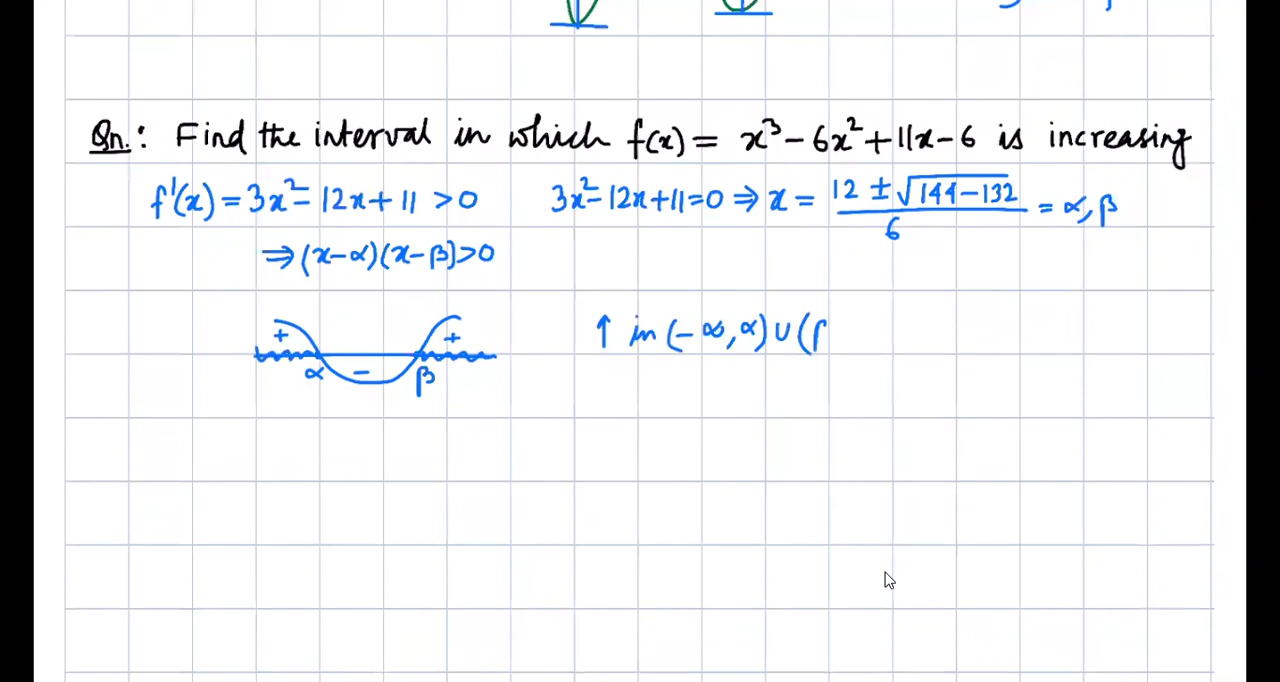 Qn.: Find the interval in which f(x) = x³ - 6x² + 11x - 6 is increasing
f'(x) = 3x² - 12x + 11 > 0 3x² - 12x + 11 = 0 ⇒ x = (12 ± √(144 - 132))/6 = α, β
⇒ (x - α)(x - β) > 0
+ - + α β
↑ in (-∞, α) ∪ (